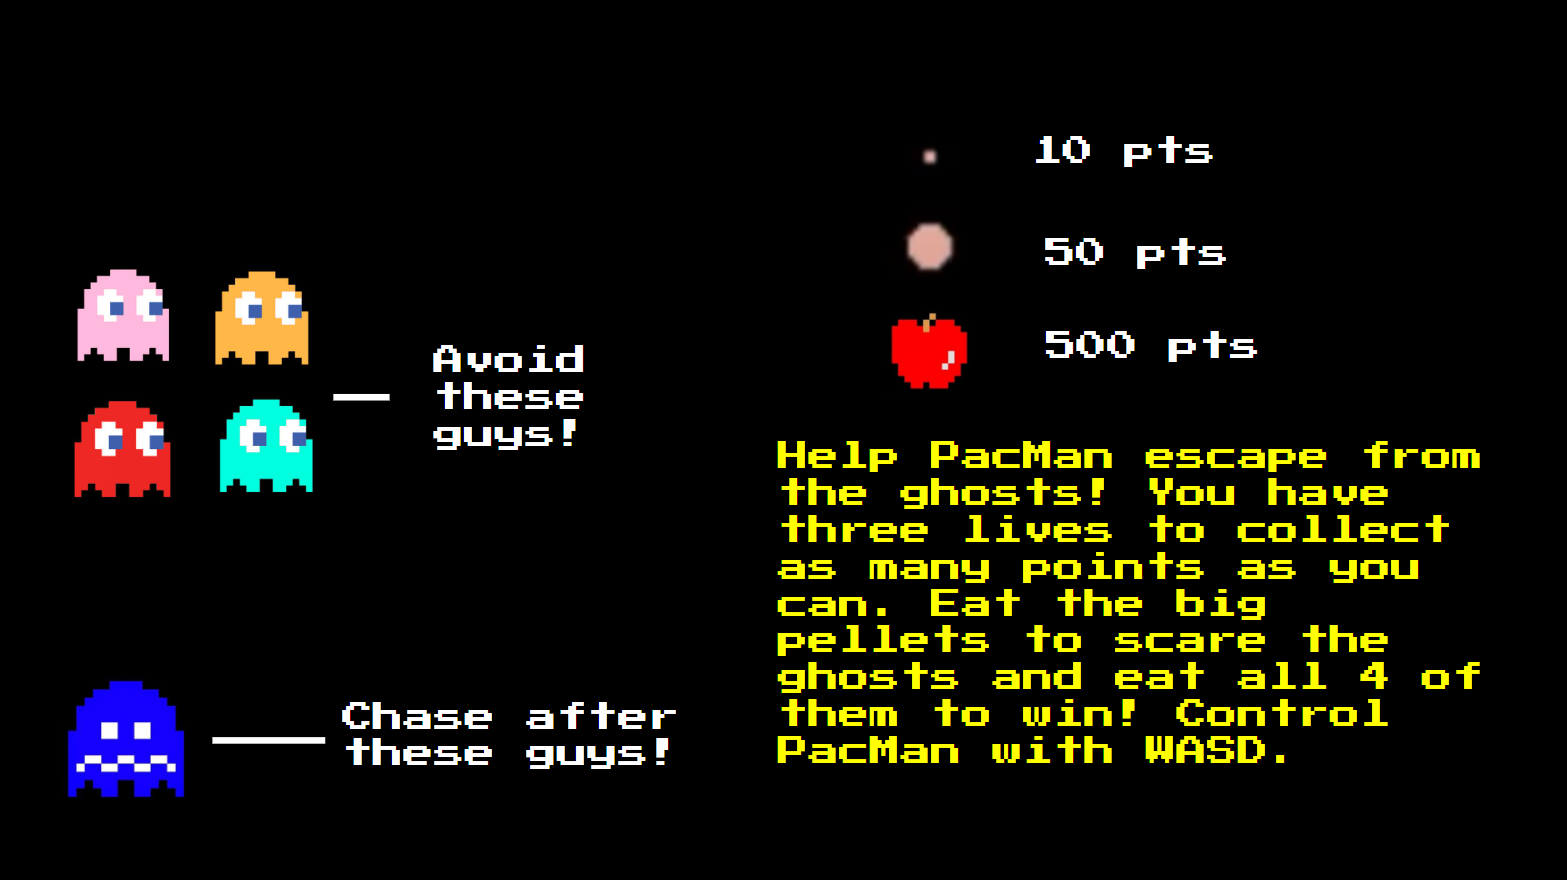 10 pts
50 pts
500 pts
Avoid
these
guys!
Help PacMan escape from
the ghosts! You have
three lives to collect
as many points as you
can. Eat the big
pellets to scare the
ghosts and eat all 4 of
them to win! Control
PacMan with WASD.
Chase after
these guys!